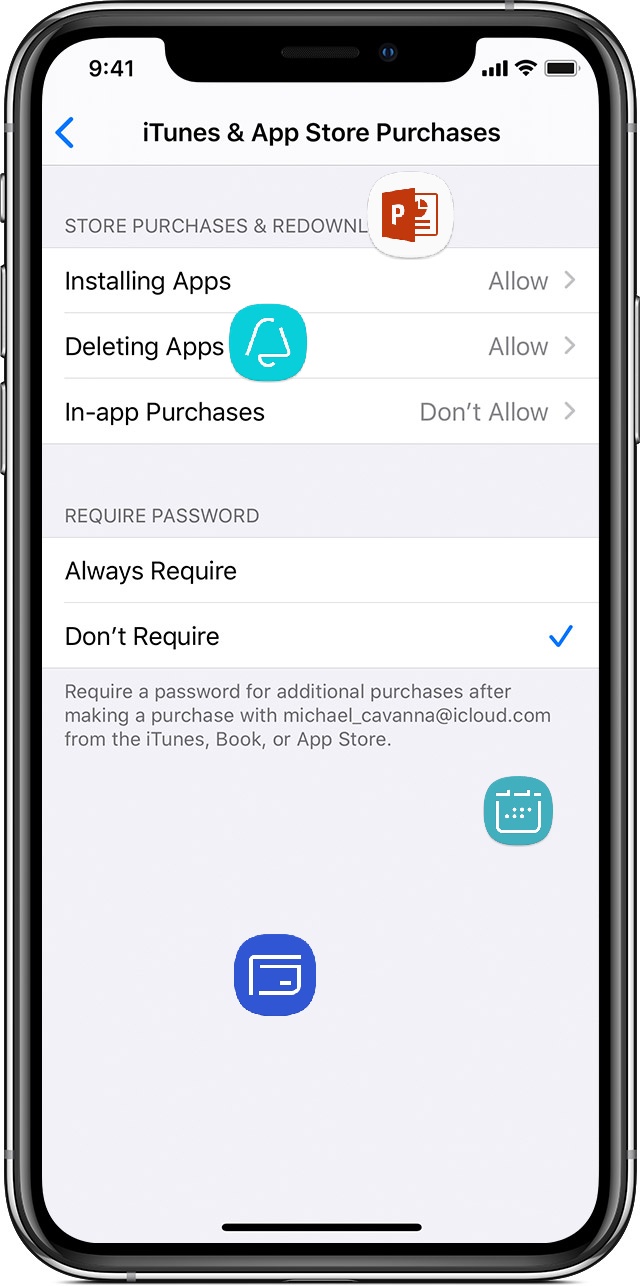 9:41
iTunes & App Store Purchases
STORE PURCHASES &
P
Installing Apps Allow
Deleting Apps Allow
In-app Purchases Don’t Allow
REQUIRE PASSWORD
Always Require
Don’t Require
Require a password for additional purchases after
making a purchase with michael_cavanna@icloud.com
from the iTunes, Book, or App Store.